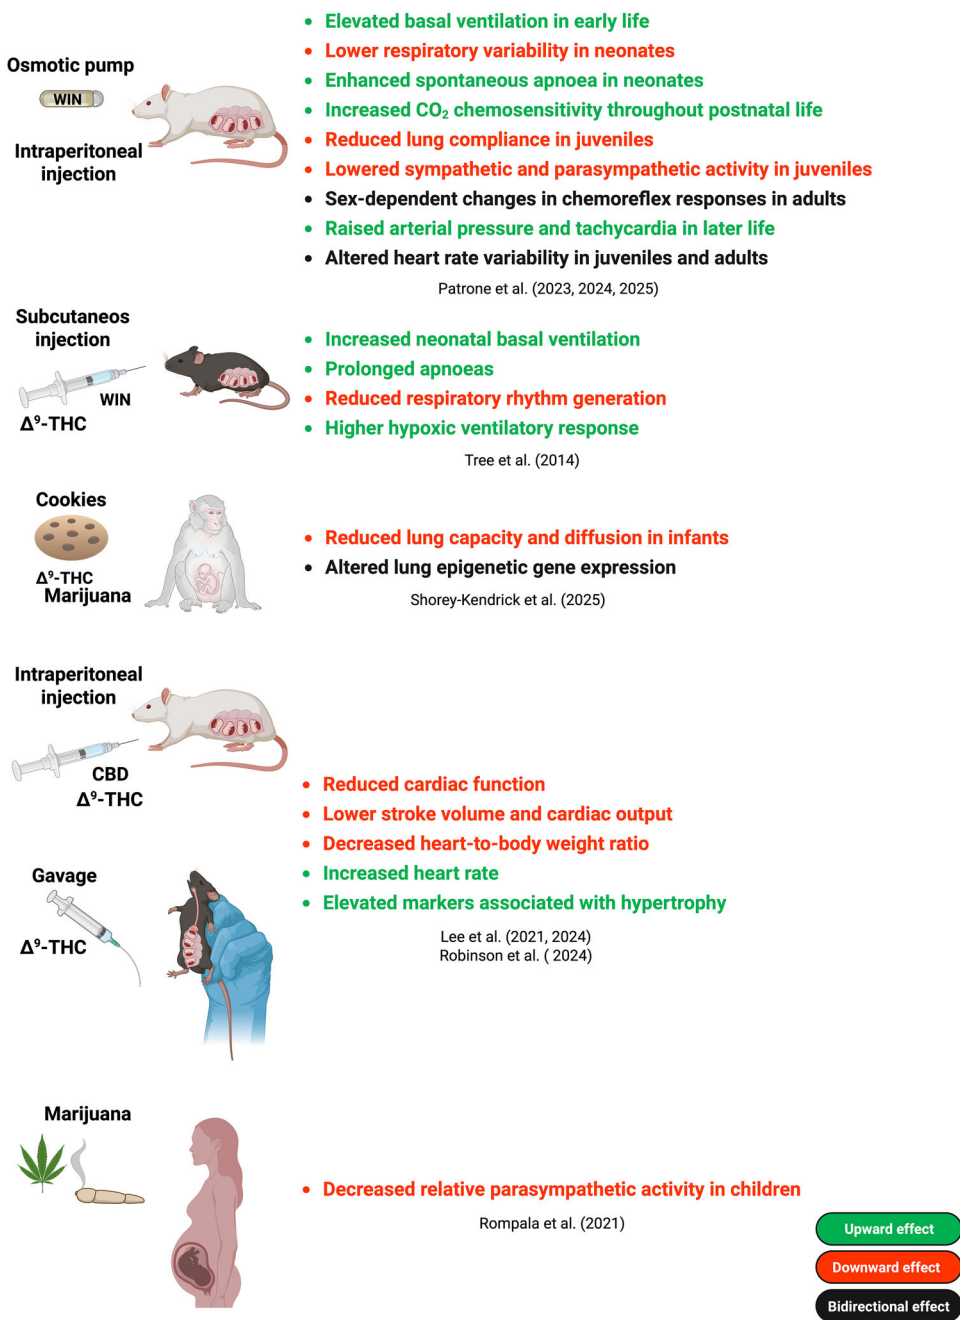 Osmotic pump
WIN
Intraperitoneal
injection
• Elevated basal ventilation in early life
• Lower respiratory variability in neonates
• Enhanced spontaneous apnoea in neonates
• Increased CO₂ chemosensitivity throughout postnatal life
• Reduced lung compliance in juveniles
• Lowered sympathetic and parasympathetic activity in juveniles
• Sex-dependent changes in chemoreflex responses in adults
• Raised arterial pressure and tachycardia in later life
• Altered heart rate variability in juveniles and adults
Patrone et al. (2023, 2024, 2025)
Subcutaneos
injection
WIN
Δ⁹-THC
• Increased neonatal basal ventilation
• Prolonged apnoeas
• Reduced respiratory rhythm generation
• Higher hypoxic ventilatory response
Tree et al. (2014)
Cookies
Δ⁹-THC
Marijuana
• Reduced lung capacity and diffusion in infants
• Altered lung epigenetic gene expression
Shorey-Kendrick et al. (2025)
Intraperitoneal
injection
CBD
Δ⁹-THC
Gavage
Δ⁹-THC
• Reduced cardiac function
• Lower stroke volume and cardiac output
• Decreased heart-to-body weight ratio
• Increased heart rate
• Elevated markers associated with hypertrophy
Lee et al. (2021, 2024)
Robinson et al. ( 2024)
Marijuana
• Decreased relative parasympathetic activity in children
Rompala et al. (2021)
Upward effect
Downward effect
Bidirectional effect